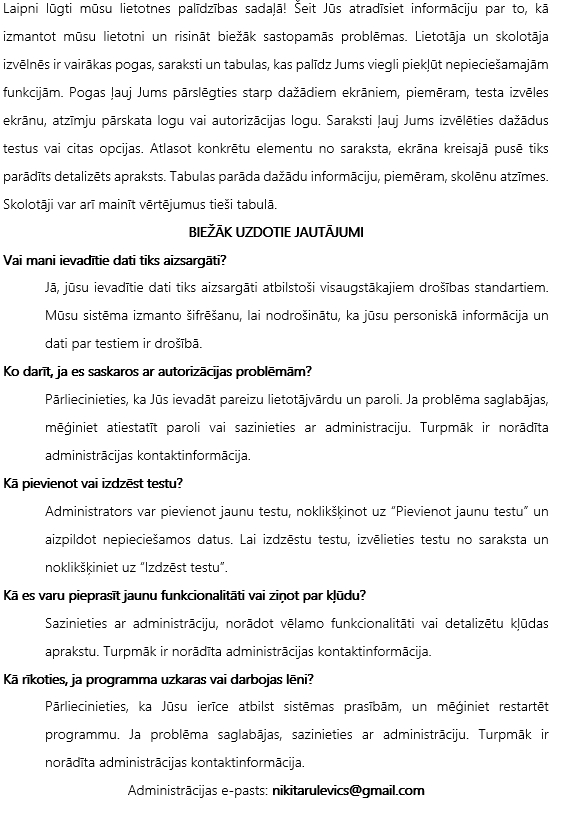 Laipni lūgti mūsu lietotnes palīdzības sadaļā! Šeit Jūs atradīsiet informāciju par to, kā
izmantot mūsu lietotni un risināt biežāk sastopamās problēmas. Lietotāja un skolotāja
izvēlnēs ir vairākas pogas, saraksti un tabulas, kas palīdz Jums viegli piekļūt nepieciešamajām
funkcijām. Pogas ļauj Jums pārslēgties starp dažādiem ekrāniem, piemēram, testa izvēles
ekrānu, atzīmju pārskata logu vai autorizācijas logu. Saraksti ļauj Jums izvēlēties dažādus
testus vai citas opcijas. Atlasot konkrētu elementu no saraksta, ekrāna kreisajā pusē tiks
parādīts detalizēts apraksts. Tabulas parāda dažādu informāciju, piemēram, skolēnu atzīmes.
Skolotāji var arī mainīt vērtējumus tieši tabulā.
BIEŽĀK UZDOTIE JAUTĀJUMI
Vai mani ievadītie dati tiks aizsargāti?
Jā, jūsu ievadītie dati tiks aizsargāti atbilstoši visaugstākajiem drošības standartiem.
Mūsu sistēma izmanto šifrēšanu, lai nodrošinātu, ka jūsu personiskā informācija un
dati par testiem ir drošībā.
Ko darīt, ja es saskaros ar autorizācijas problēmām?
Pārliecinieties, ka Jūs ievadāt pareizu lietotājvārdu un paroli. Ja problēma saglabājas,
mēģiniet atiestatīt paroli vai sazinieties ar administraciju. Turpmāk ir norādīta
administrācijas kontaktinformācija.
Kā pievienot vai izdzēst testu?
Administrators var pievienot jaunu testu, noklikšķinot uz “Pievienot jaunu testu” un
aizpildot nepieciešamos datus. Lai izdzēstu testu, izvēlieties testu no saraksta un
noklikšķiniet uz “Izdzēst testu”.
Kā es varu pieprasīt jaunu funkcionalitāti vai ziņot par kļūdu?
Sazinieties ar administrāciju, norādot vēlamo funkcionalitāti vai detalizētu kļūdas
aprakstu. Turpmāk ir norādīta administrācijas kontaktinformācija.
Kā rīkoties, ja programma uzkaras vai darbojas lēni?
Pārliecinieties, ka Jūsu ierīce atbilst sistēmas prasībām, un mēģiniet restartēt
programmu. Ja problēma saglabājas, sazinieties ar administrāciju. Turpmāk ir
norādīta administrācijas kontaktinformācija.
Administrācijas e-pasts: nikitarulevics@gmail.com